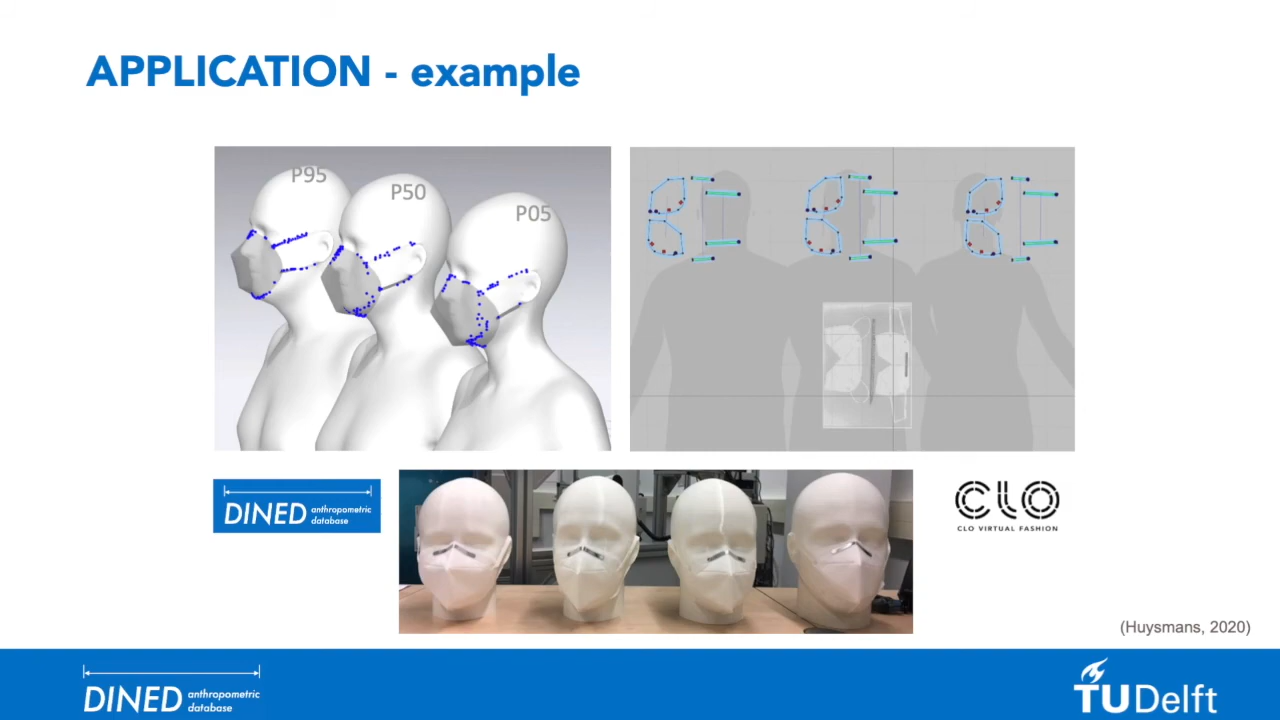 APPLICATION - example
P95
P50
P05
DINED anthropometric
database
CLO
CLO VIRTUAL FASHION
(Huysmans, 2020)
DINED anthropometric
database
TUDelft